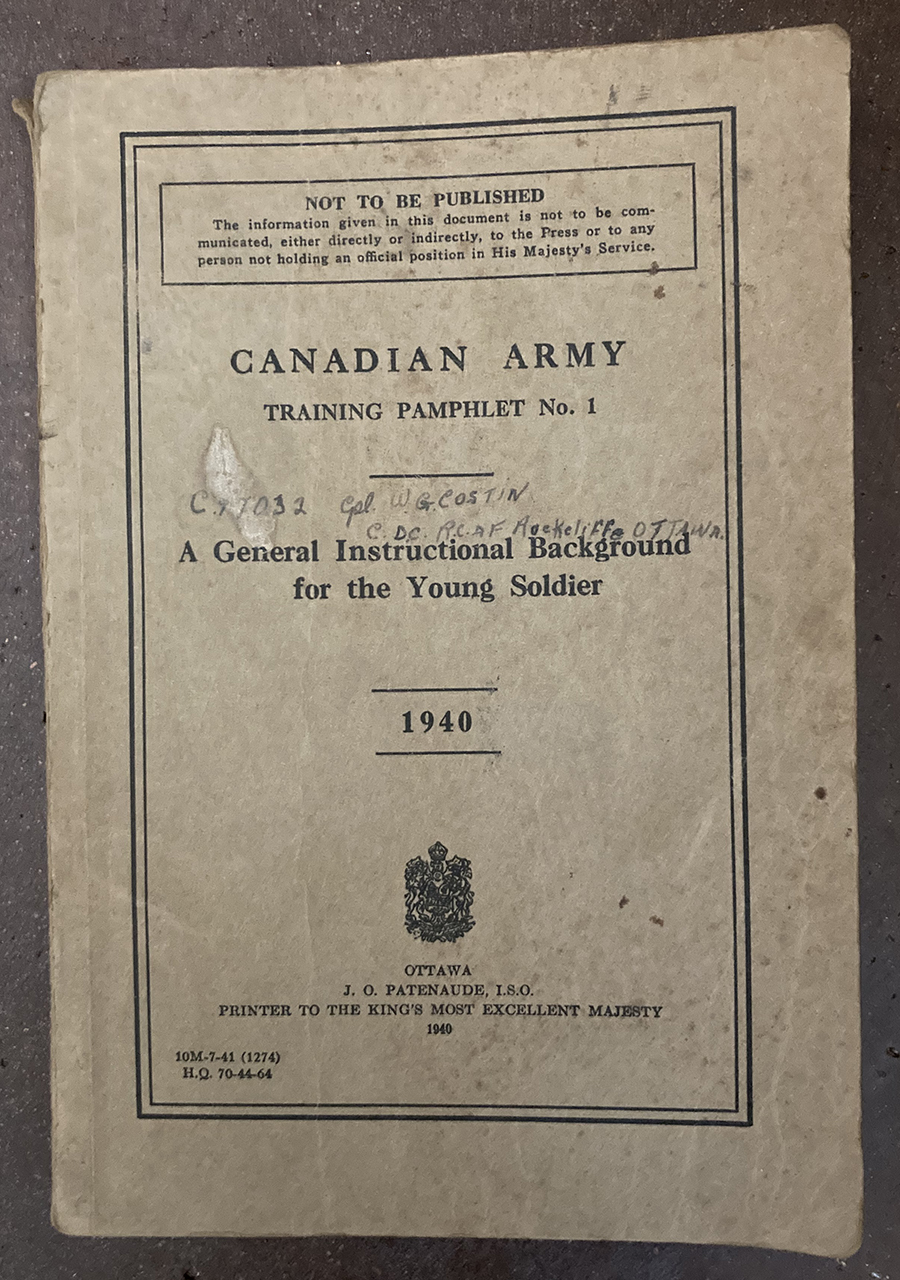 NOT TO BE PUBLISHED
The information given in this document is not to be com-
municated, either directly or indirectly, to the Press or to any
person not holding an official position in His Majesty's Service.
CANADIAN ARMY
TRAINING PAMPHLET No. 1
Cpl. W.G. COSTIN
C.D.C. R.C.A.F Rockcliffe OTTAWA.
A General Instructional Background
for the Young Soldier
1940
OTTAWA
J. O. PATENAUDE, I.S.O.
PRINTER TO THE KING'S MOST EXCELLENT MAJESTY
1940
10M-7-41 (1274)
H.Q. 70-44-64